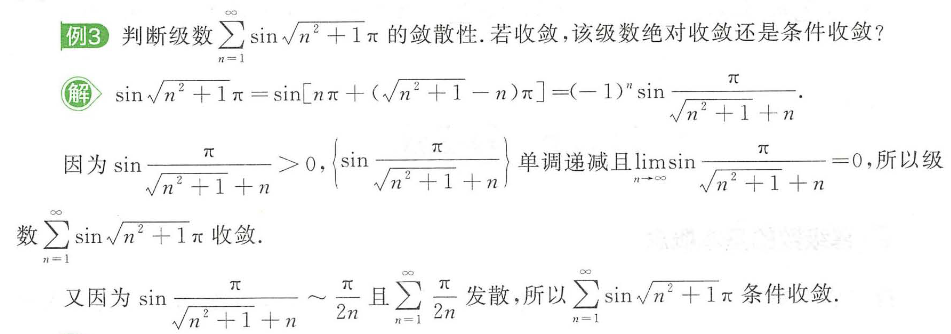 例3 判断级数 $\sum_{n=1}^{\infty} \sin\sqrt{n^2+1}\pi$ 的敛散性.若收敛,该级数绝对收敛还是条件收敛?
解 $\sin\sqrt{n^2+1}\pi=\sin[n\pi+(\sqrt{n^2+1}-n)\pi]=(-1)^n\sin\frac{\pi}{\sqrt{n^2+1}+n}$.
因为 $\sin\frac{\pi}{\sqrt{n^2+1}+n}>0,\left\{\sin\frac{\pi}{\sqrt{n^2+1}+n}\right\}$ 单调递减且 $\lim_{n\to\infty}\sin\frac{\pi}{\sqrt{n^2+1}+n}=0$,所以级
数 $\sum_{n=1}^{\infty} \sin\sqrt{n^2+1}\pi$ 收敛.
又因为 $\sin\frac{\pi}{\sqrt{n^2+1}+n}\sim\frac{\pi}{2n}$ 且 $\sum_{n=1}^{\infty}\frac{\pi}{2n}$ 发散,所以 $\sum_{n=1}^{\infty} \sin\sqrt{n^2+1}\pi$ 条件收敛.